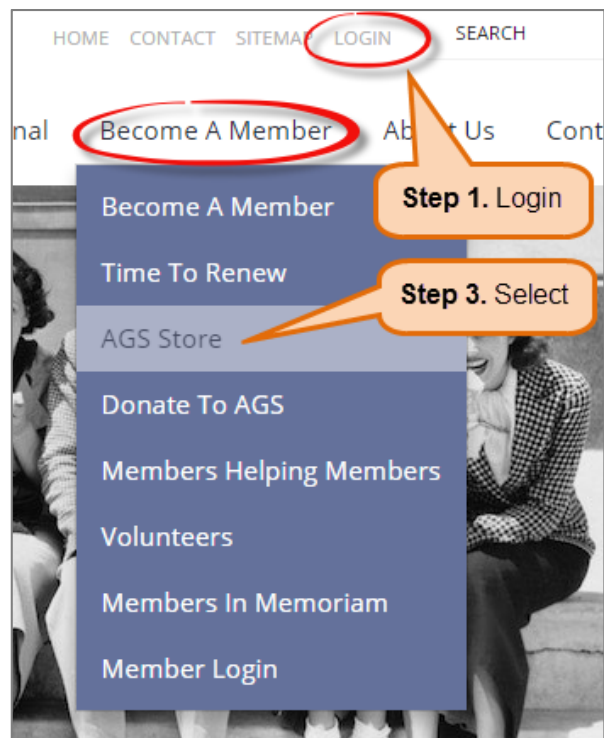 HOME CONTACT SITEMAP LOGIN SEARCH
nal Become A Member About Us Cont
Become A Member
Step 1. Login
Time To Renew
Step 3. Select
AGS Store
Donate To AGS
Members Helping Members
Volunteers
Members In Memoriam
Member Login